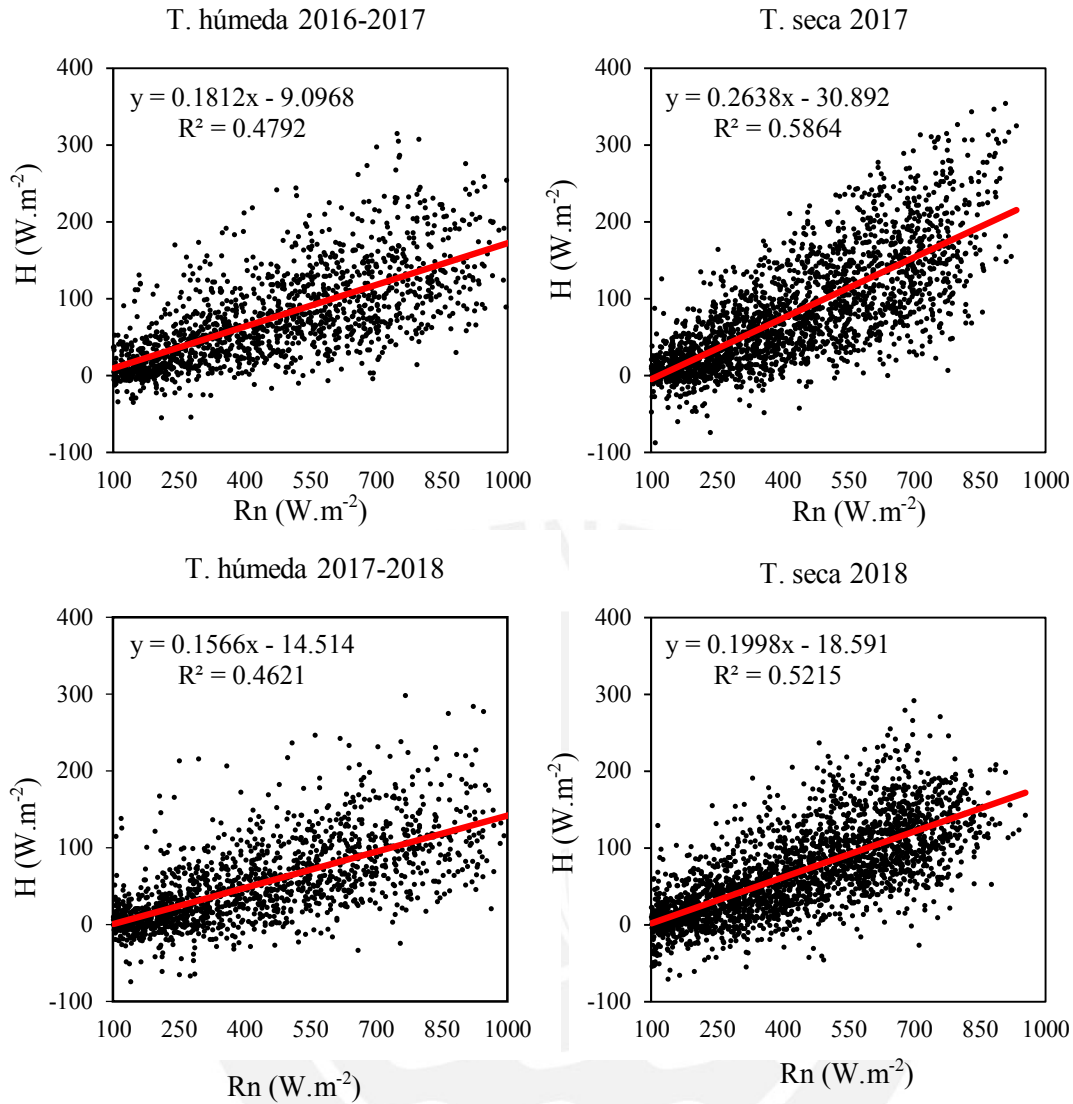 T. húmeda 2016-2017
y = 0.1812x - 9.0968
R² = 0.4792
400
300
200
100
0
-100
H (W.m⁻²)
100 250 400 550 700 850 1000
Rn (W.m⁻²)
T. seca 2017
y = 0.2638x - 30.892
R² = 0.5864
400
300
200
100
0
-100
H (W.m⁻²)
100 250 400 550 700 850 1000
Rn (W.m⁻²)
T. húmeda 2017-2018
y = 0.1566x - 14.514
R² = 0.4621
400
300
200
100
0
-100
H (W.m⁻²)
100 250 400 550 700 850 1000
Rn (W.m⁻²)
T. seca 2018
y = 0.1998x - 18.591
R² = 0.5215
400
300
200
100
0
-100
H (W.m⁻²)
100 250 400 550 700 850 1000
Rn (W.m⁻²)